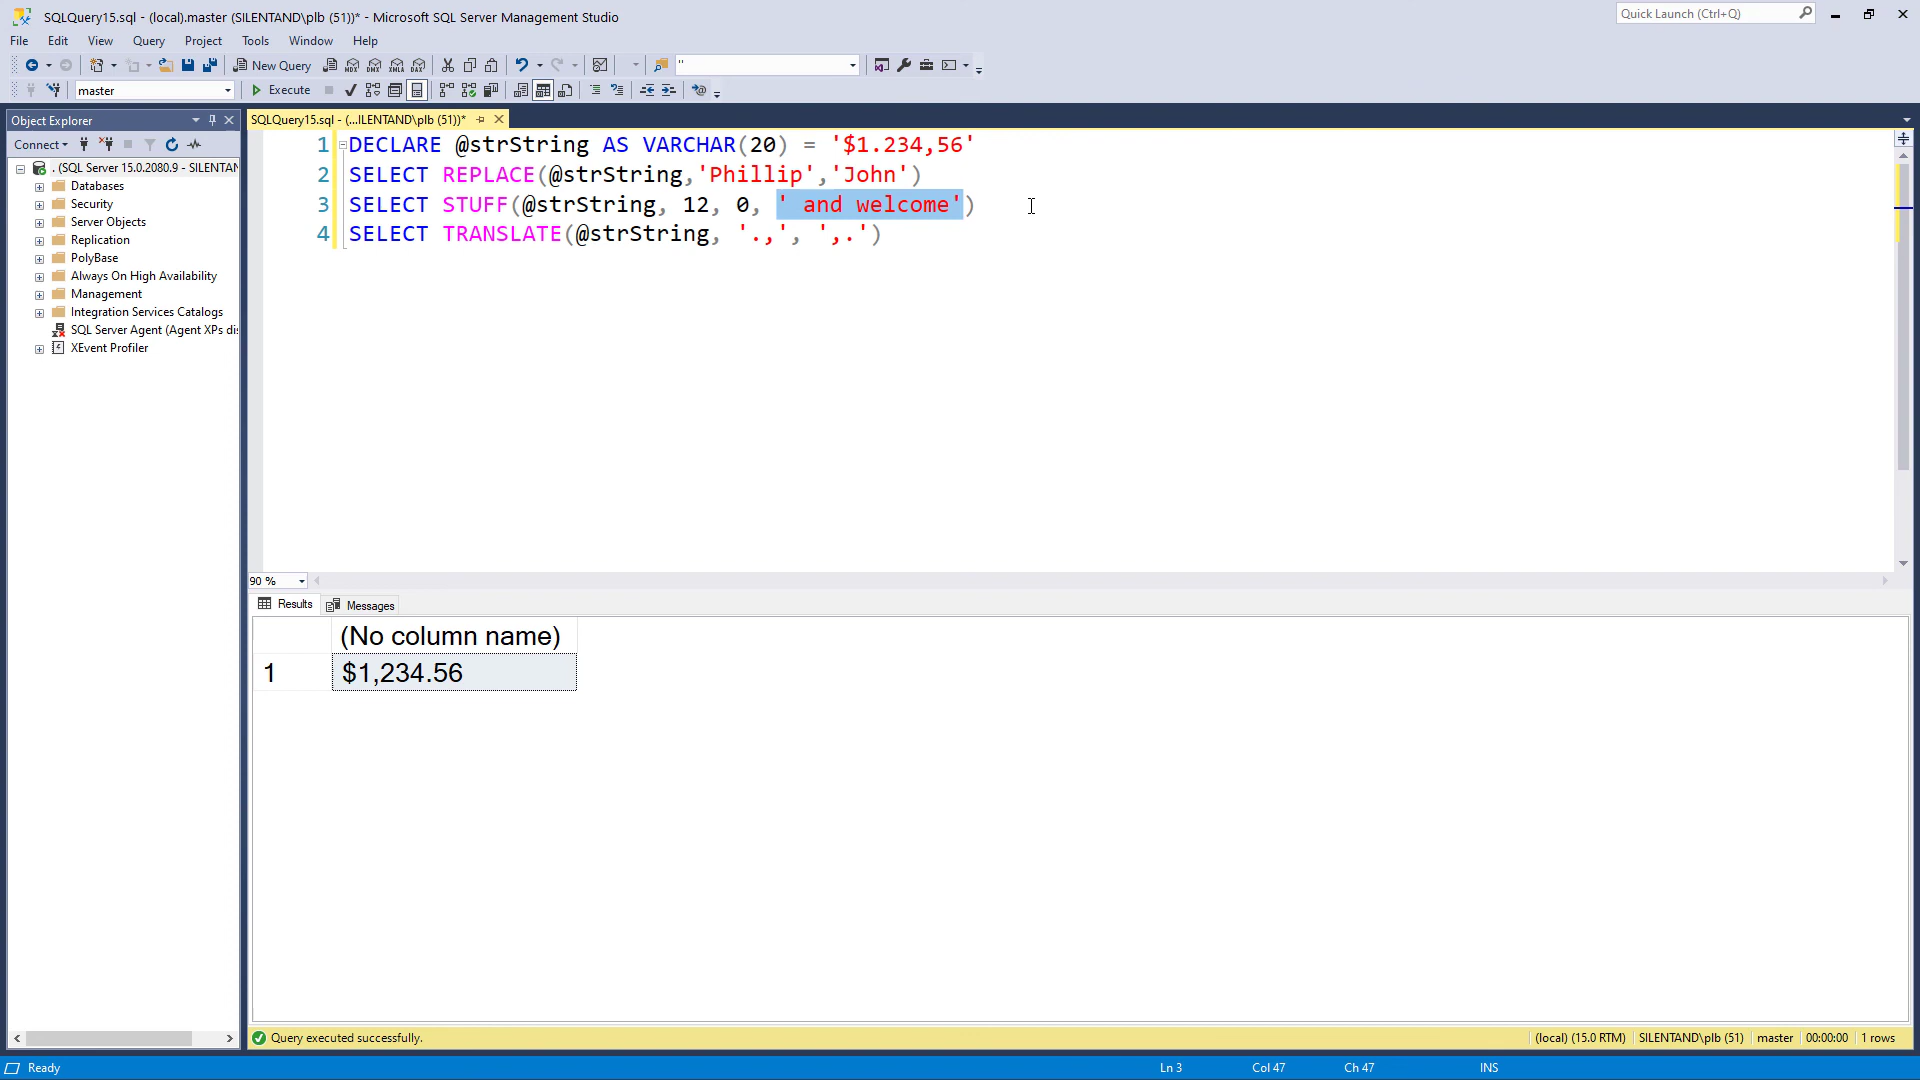 SQLQuery15.sql - (local).master (SILENTAND\plb (51))* - Microsoft SQL Server Management Studio
Quick Launch (Ctrl+Q)
File Edit View Query Project Tools Window Help
New Query
''
master
Execute
Object Explorer
SQLQuery15.sql - (...ILENTAND\plb (51))*
Connect
. (SQL Server 15.0.2080.9 - SILENTAN
Databases
Security
Server Objects
Replication
PolyBase
Always On High Availability
Management
Integration Services Catalogs
SQL Server Agent (Agent XPs dis
XEvent Profiler
1 DECLARE @strString AS VARCHAR(20) = '$1.234,56'
2 SELECT REPLACE(@strString,'Phillip','John')
3 SELECT STUFF(@strString, 12, 0, ' and welcome')
4 SELECT TRANSLATE(@strString, '.,', ',.')
90 %
Results Messages
(No column name)
1 $1,234.56
Query executed successfully.
(local) (15.0 RTM) SILENTAND\plb (51) master 00:00:00 1 rows
Ready
Ln 3 Col 47 Ch 47 INS